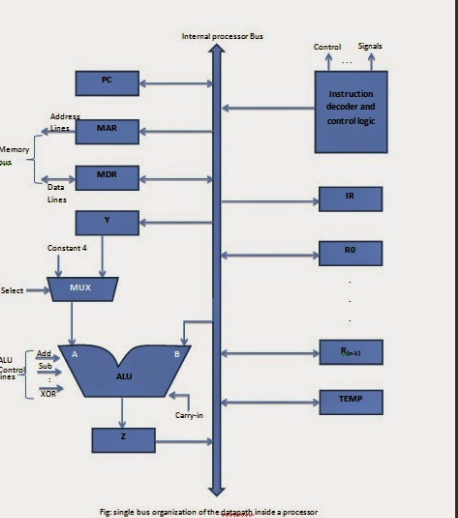 Internal processor Bus
Control Signals
...
PC
Instruction
decoder and
control logic
Address
Lines
MAR
Memory
bus
MDR
Data
Lines
IR
Y
Constant 4
R0
Select
MUX
.
.
.
A
B
ALU
Control
lines
Add
Sub
:
XOR
ALU
R(n-1)
Carry-in
TEMP
Z
Fig: single bus organization of the datapath inside a processor